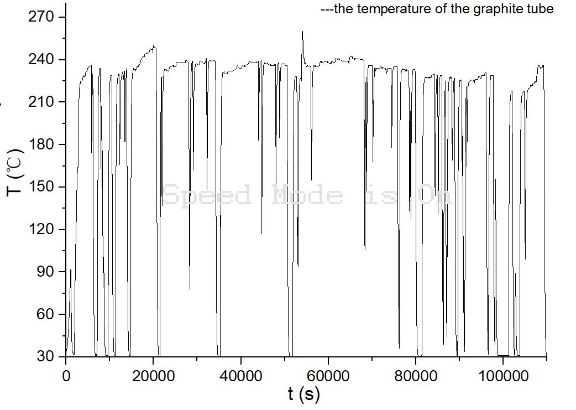 ---the temperature of the graphite tube
270
240
210
180
150
120
90
60
30
T (℃)
Speed Mode is On
0 20000 40000 60000 80000 100000
t (s)